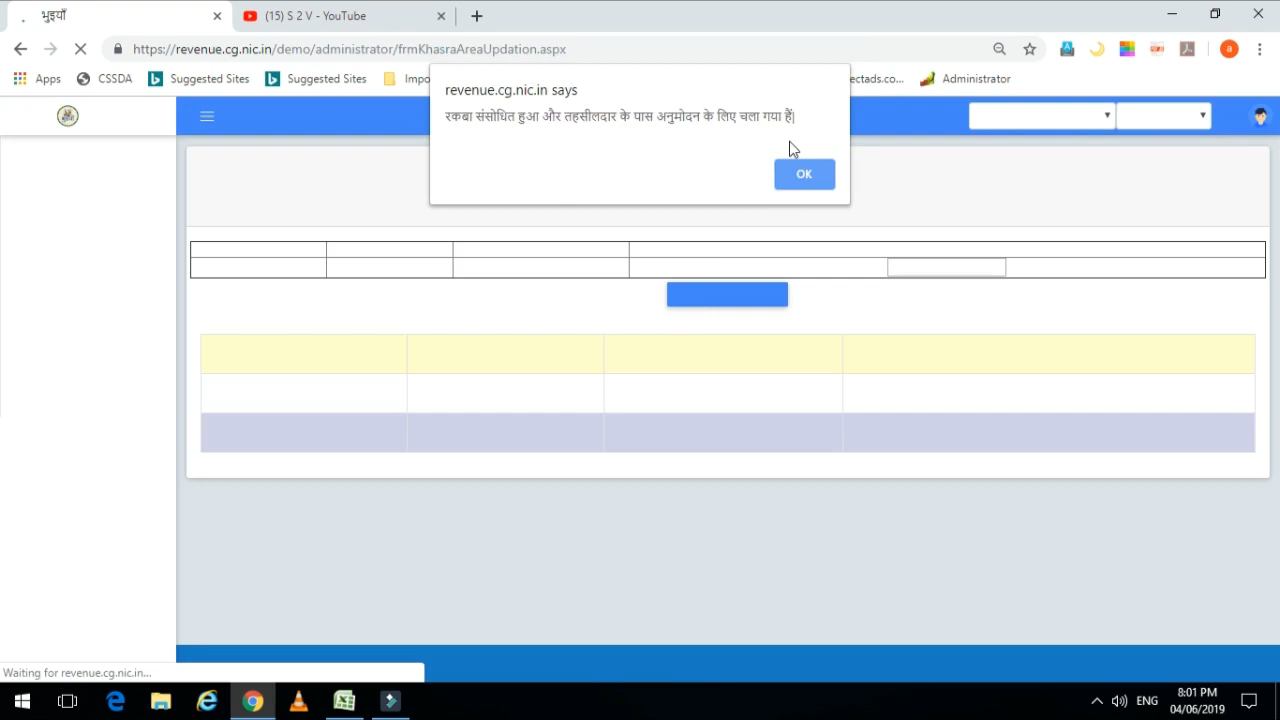 भुइयाँ
(15) S 2 V - YouTube
https://revenue.cg.nic.in/demo/administrator/frmKhasraAreaUpdation.aspx
a
Apps
CSSDA
Suggested Sites
Suggested Sites
Impo
ectads.co...
Administrator
revenue.cg.nic.in says
रकबा संसोधित हुआ और तहसीलदार के पास अनुमोदन के लिए चला गया हैं|
OK
Waiting for revenue.cg.nic.in...
ENG
8:01 PM
04/06/2019